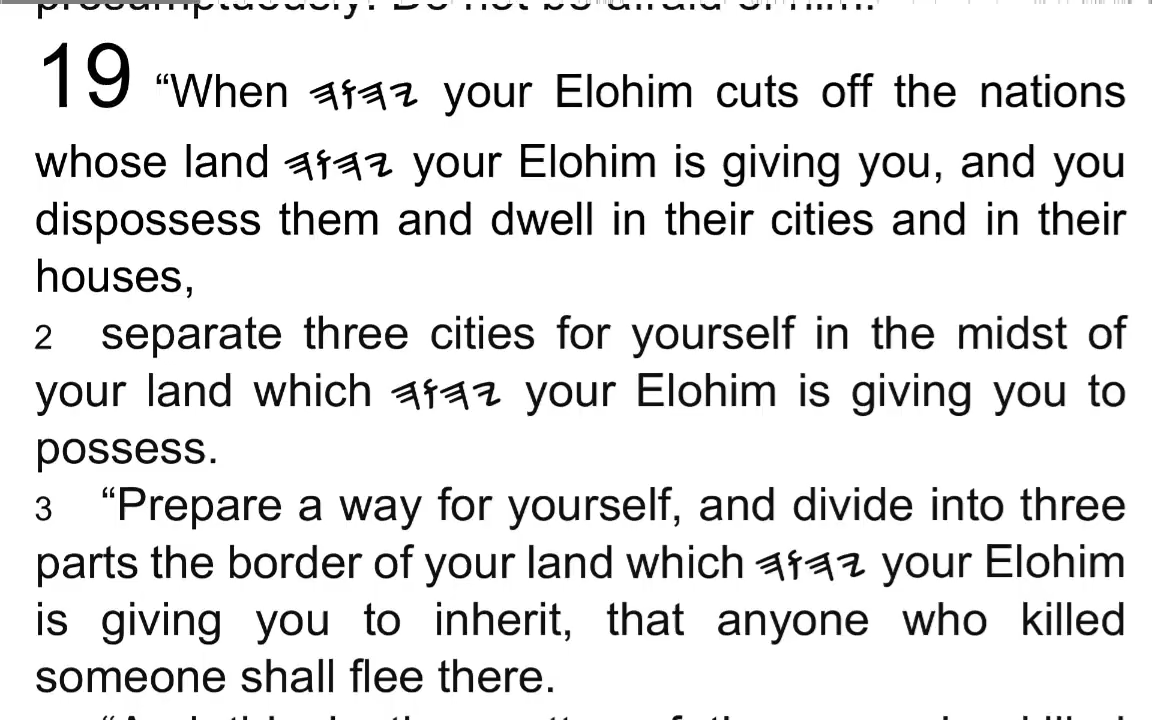 19 “When 𐤉𐤄𐤅𐤄 your Elohim cuts off the nations
whose land 𐤉𐤄𐤅𐤄 your Elohim is giving you, and you
dispossess them and dwell in their cities and in their
houses,
2 separate three cities for yourself in the midst of
your land which 𐤉𐤄𐤅𐤄 your Elohim is giving you to
possess.
3 “Prepare a way for yourself, and divide into three
parts the border of your land which 𐤉𐤄𐤅𐤄 your Elohim
is giving you to inherit, that anyone who killed
someone shall flee there.